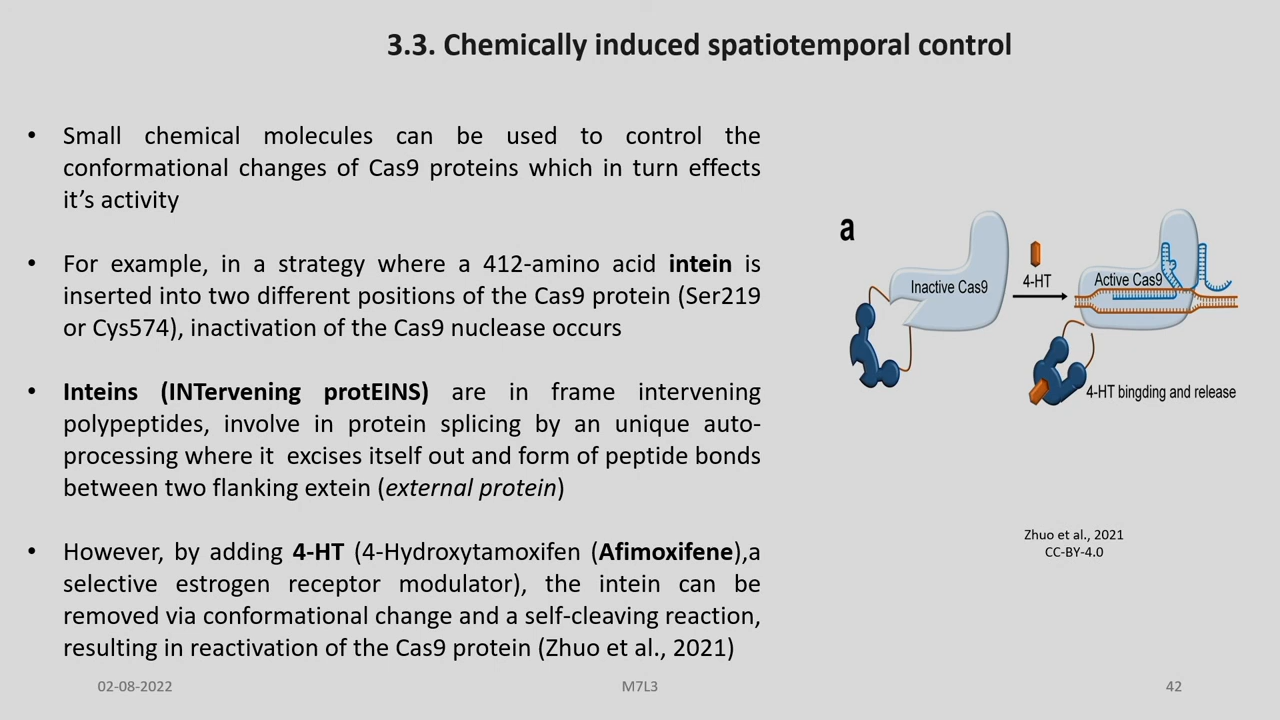 3.3. Chemically induced spatiotemporal control
• Small chemical molecules can be used to control the
conformational changes of Cas9 proteins which in turn effects
it’s activity
• For example, in a strategy where a 412-amino acid intein is
inserted into two different positions of the Cas9 protein (Ser219
or Cys574), inactivation of the Cas9 nuclease occurs
• Inteins (INTervening protEINS) are in frame intervening
polypeptides, involve in protein splicing by an unique auto-
processing where it excises itself out and form of peptide bonds
between two flanking extein (external protein)
• However, by adding 4-HT (4-Hydroxytamoxifen (Afimoxifene),a
selective estrogen receptor modulator), the intein can be
removed via conformational change and a self-cleaving reaction,
resulting in reactivation of the Cas9 protein (Zhuo et al., 2021)
a
Inactive Cas9
4-HT
Active Cas9
4-HT bingding and release
Zhuo et al., 2021
CC-BY-4.0
02-08-2022
M7L3
42